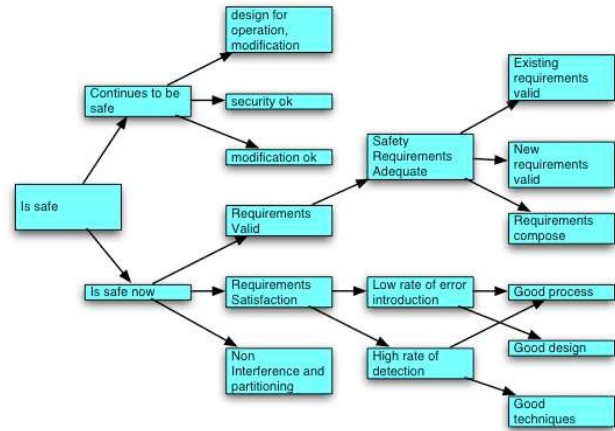 design for
operation,
modification
Continues to be
safe
security ok
modification ok
Is safe
Is safe now
Requirements
Valid
Requirements
Satisfaction
Non
Interference and
partitioning
Safety
Requirements
Adequate
Low rate of error
introduction
High rate of
detection
Existing
requirements
valid
New
requirements
valid
Requirements
compose
Good process
Good design
Good
techniques